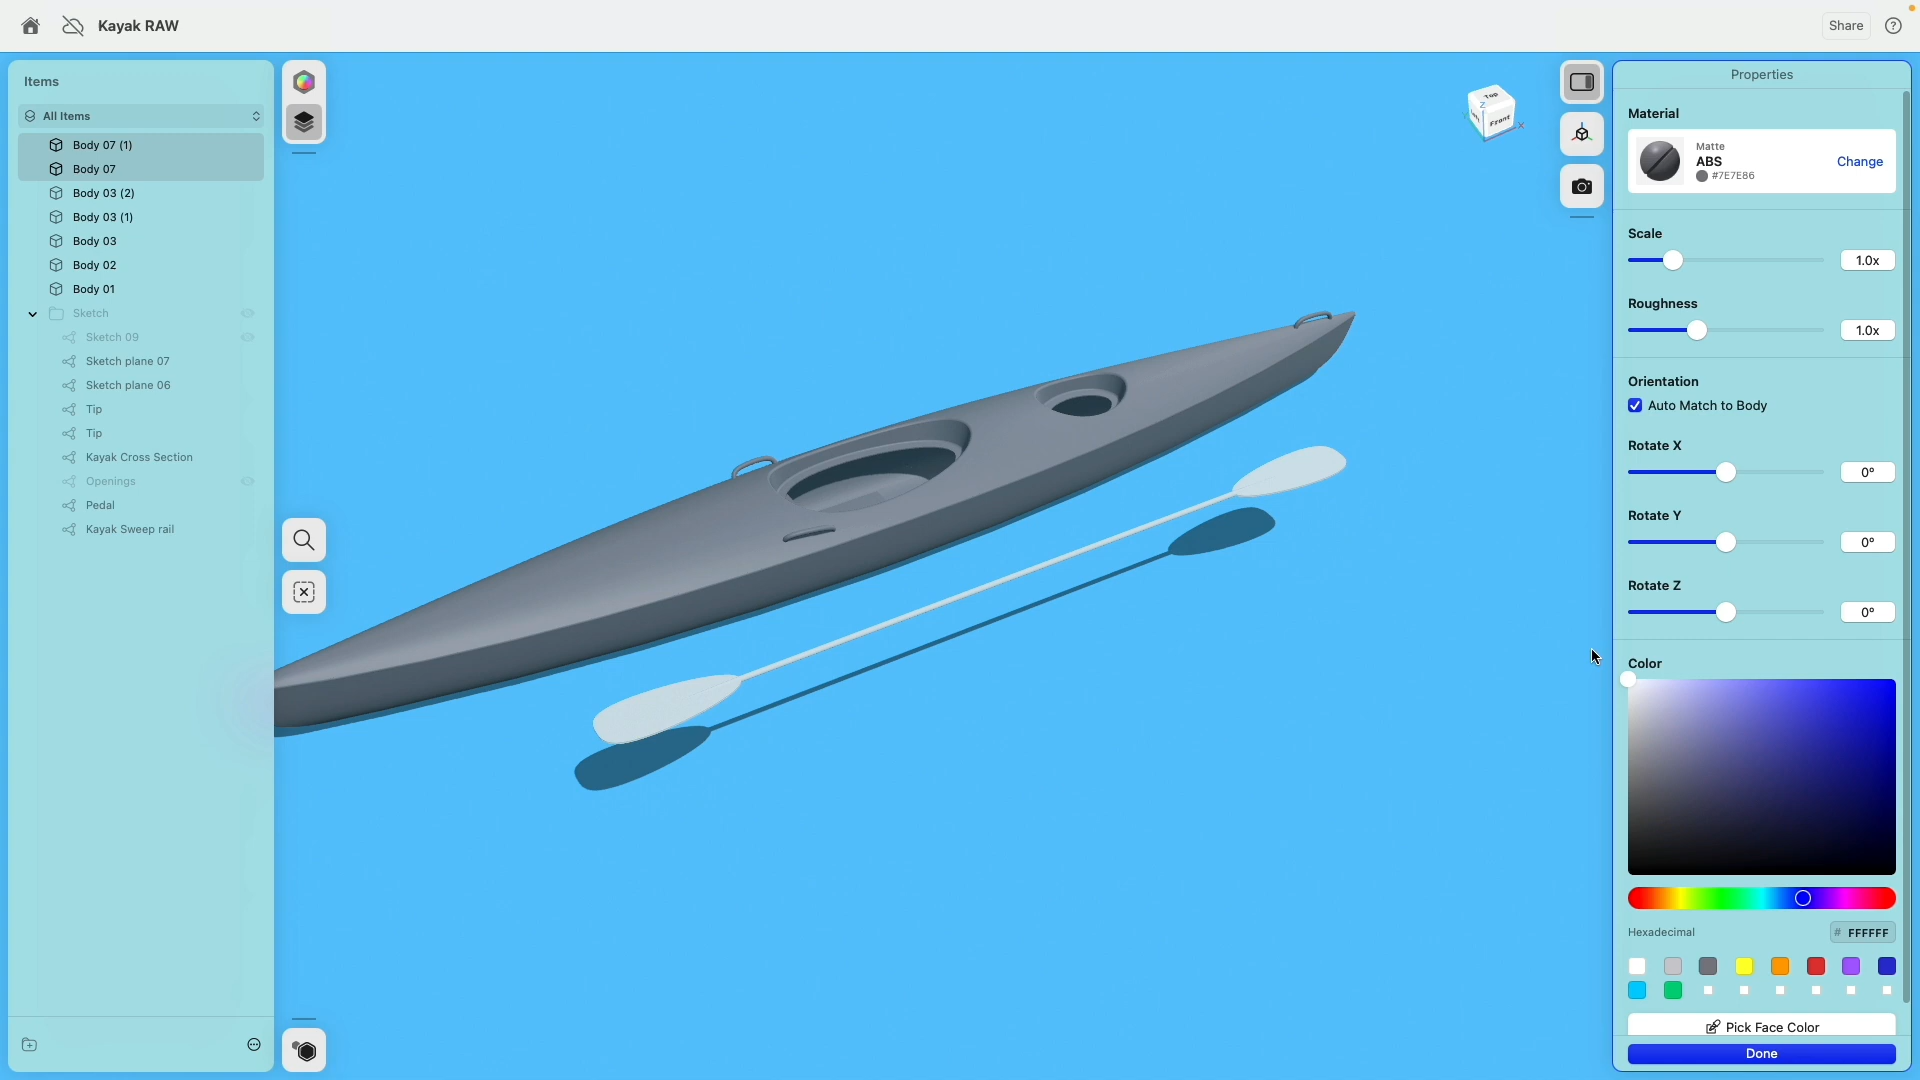 Kayak RAW
Share
Items
All Items
Body 07 (1)
Body 07
Body 03 (2)
Body 03 (1)
Body 03
Body 02
Body 01
Sketch
Sketch 09
Sketch plane 07
Sketch plane 06
Tip
Tip
Kayak Cross Section
Openings
Pedal
Kayak Sweep rail
Top
Front
Z
X
Properties
Material
Matte
ABS
#7E7E86
Change
Scale
1.0x
Roughness
1.0x
Orientation
Auto Match to Body
Rotate X
0°
Rotate Y
0°
Rotate Z
0°
Color
Hexadecimal
# FFFFFF
Pick Face Color
Done